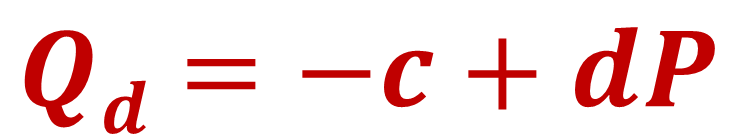 Q_d = −c + dP